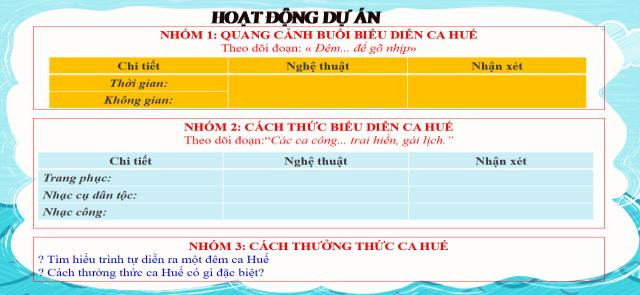 HOẠT ĐỘNG DỰ ÁN
NHÓM 1: QUANG CẢNH BUỔI BIỂU DIỄN CA HUẾ
Theo dõi đoạn: « Đêm... để gõ nhịp»
Chi tiết Nghệ thuật Nhận xét
Thời gian:
Không gian:
NHÓM 2: CÁCH THỨC BIỂU DIỄN CA HUẾ
Theo dõi đoạn:“Các ca công... trai hiền, gái lịch.”
Chi tiết Nghệ thuật Nhận xét
Trang phục:
Nhạc cụ dân tộc:
Nhạc công:
NHÓM 3: CÁCH THƯỞNG THỨC CA HUẾ
? Tìm hiểu trình tự diễn ra một đêm ca Huế
? Cách thưởng thức ca Huế có gì đặc biệt?